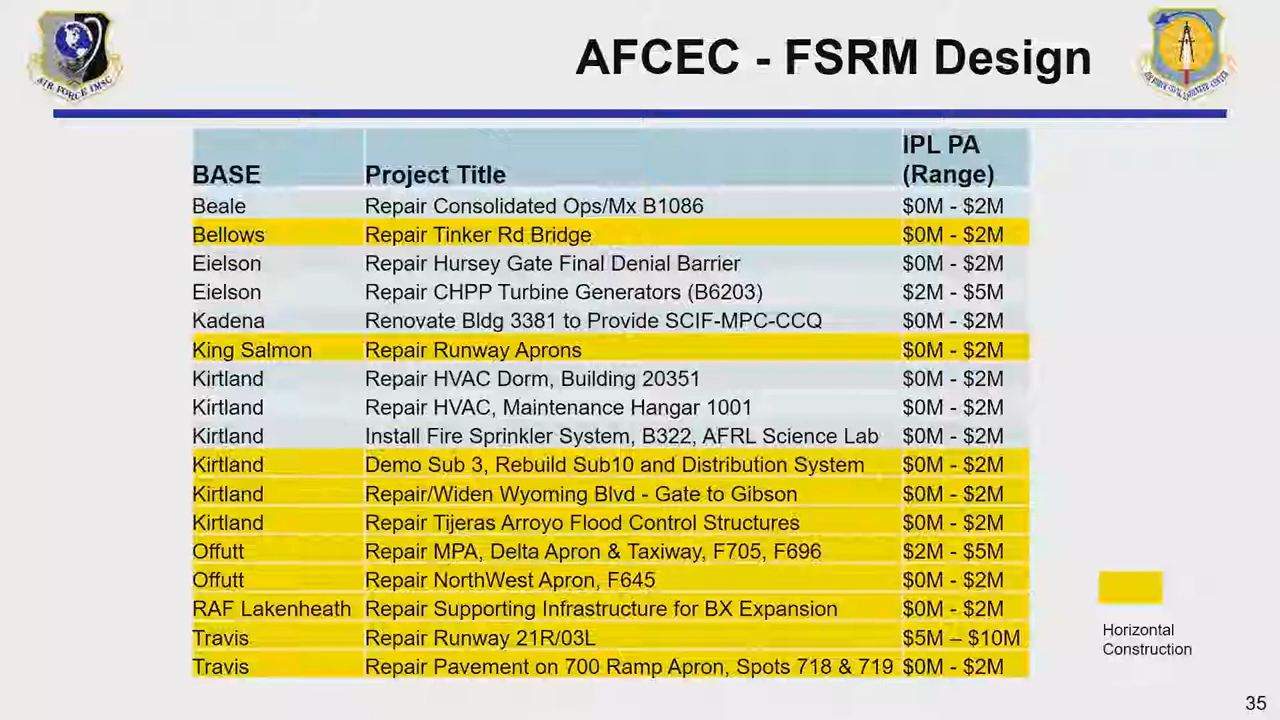 AFCEC - FSRM Design
AIR FORCE IMSC
BASE Project Title IPL PA (Range)
Beale Repair Consolidated Ops/Mx B1086 $0M - $2M
Bellows Repair Tinker Rd Bridge $0M - $2M
Eielson Repair Hursey Gate Final Denial Barrier $0M - $2M
Eielson Repair CHPP Turbine Generators (B6203) $2M - $5M
Kadena Renovate Bldg 3381 to Provide SCIF-MPC-CCQ $0M - $2M
King Salmon Repair Runway Aprons $0M - $2M
Kirtland Repair HVAC Dorm, Building 20351 $0M - $2M
Kirtland Repair HVAC, Maintenance Hangar 1001 $0M - $2M
Kirtland Install Fire Sprinkler System, B322, AFRL Science Lab $0M - $2M
Kirtland Demo Sub 3, Rebuild Sub10 and Distribution System $0M - $2M
Kirtland Repair/Widen Wyoming Blvd - Gate to Gibson $0M - $2M
Kirtland Repair Tijeras Arroyo Flood Control Structures $0M - $2M
Offutt Repair MPA, Delta Apron & Taxiway, F705, F696 $2M - $5M
Offutt Repair NorthWest Apron, F645 $0M - $2M
RAF Lakenheath Repair Supporting Infrastructure for BX Expansion $0M - $2M
Travis Repair Runway 21R/03L $5M – $10M
Travis Repair Pavement on 700 Ramp Apron, Spots 718 & 719 $0M - $2M
Horizontal
Construction
35